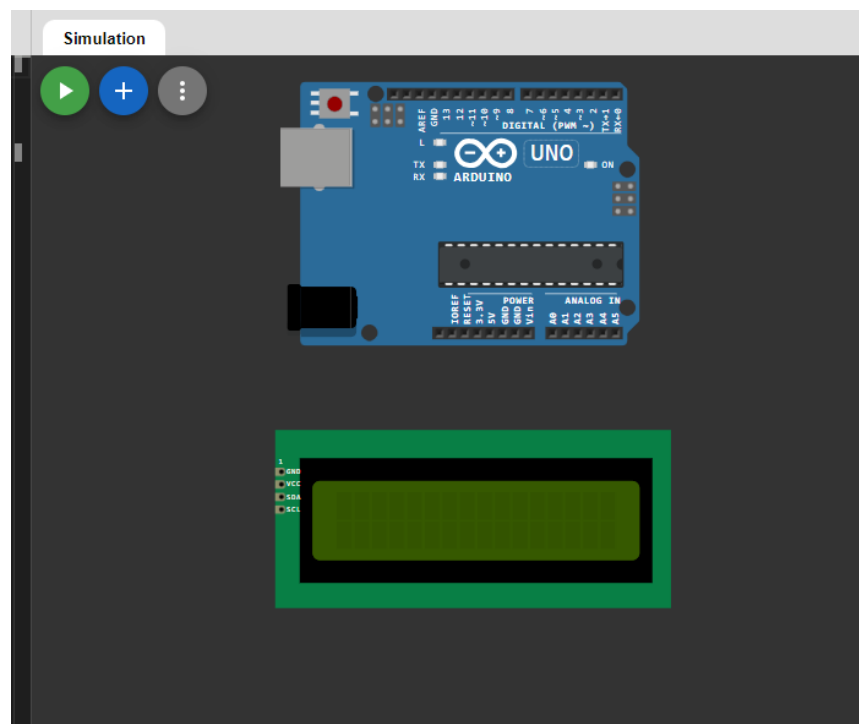 Simulation
AREF
GND
13
12
~11
~10
~9
8
7
~6
~5
4
~3
2
TX→1
RX←0
DIGITAL (PWM ~)
L
UNO
TX
ON
RX
ARDUINO
IOREF
RESET
3.3V
5V
GND
GND
Vin
POWER
ANALOG IN
A0
A1
A2
A3
A4
A5
1
GND
VCC
SDA
SCL